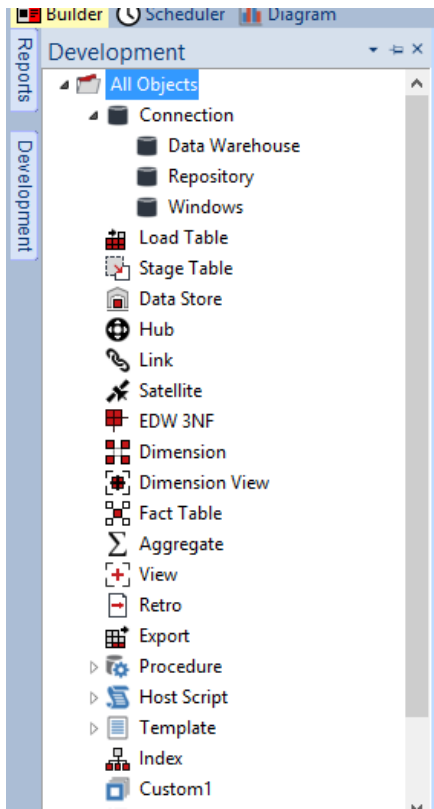 Builder Scheduler Diagram
Reports
Development
Development
All Objects
Connection
Data Warehouse
Repository
Windows
Load Table
Stage Table
Data Store
Hub
Link
Satellite
EDW 3NF
Dimension
Dimension View
Fact Table
Aggregate
View
Retro
Export
Procedure
Host Script
Template
Index
Custom1